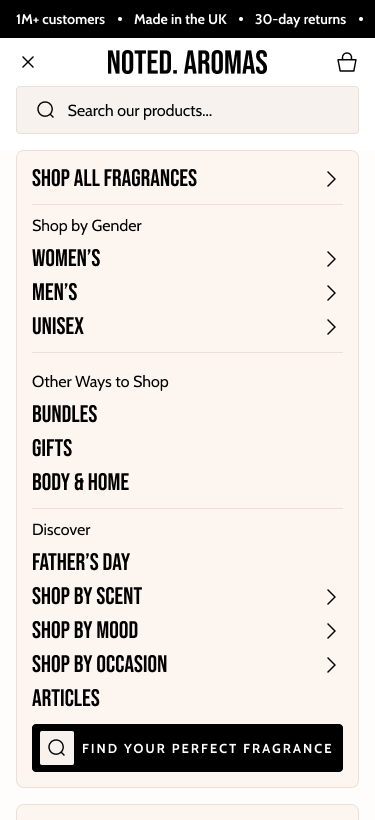 1M+ customers • Made in the UK • 30-day returns •
NOTED. AROMAS
Search our products...
SHOP ALL FRAGRANCES
Shop by Gender
WOMEN'S
MEN'S
UNISEX
Other Ways to Shop
BUNDLES
GIFTS
BODY & HOME
Discover
FATHER'S DAY
SHOP BY SCENT
SHOP BY MOOD
SHOP BY OCCASION
ARTICLES
FIND YOUR PERFECT FRAGRANCE